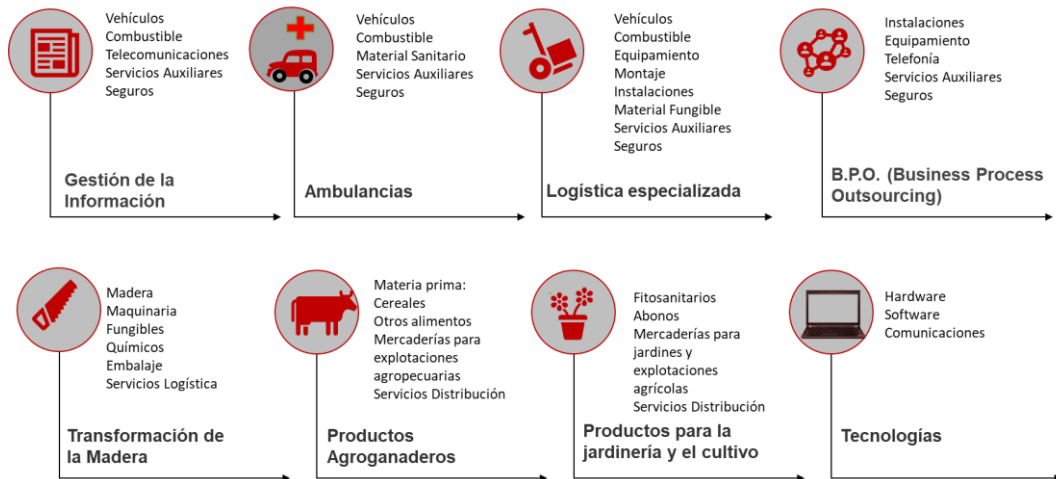 Vehículos
Combustible
Telecomunicaciones
Servicios Auxiliares
Seguros
Gestión de la
Información
Vehículos
Combustible
Material Sanitario
Servicios Auxiliares
Seguros
Ambulancias
Vehículos
Combustible
Equipamiento
Montaje
Instalaciones
Material Fungible
Servicios Auxiliares
Seguros
Logística especializada
Instalaciones
Equipamiento
Telefonía
Servicios Auxiliares
Seguros
B.P.O. (Business Process
Outsourcing)
Madera
Maquinaria
Fungibles
Químicos
Embalaje
Servicios Logística
Transformación de
la Madera
Materia prima:
Cereales
Otros alimentos
Mercaderías para
explotaciones
agropecuarias
Servicios Distribución
Productos
Agroganaderos
Fitosanitarios
Abonos
Mercaderías para
jardines y
explotaciones
agrícolas
Servicios Distribución
Productos para la
jardinería y el cultivo
Hardware
Software
Comunicaciones
Tecnologías